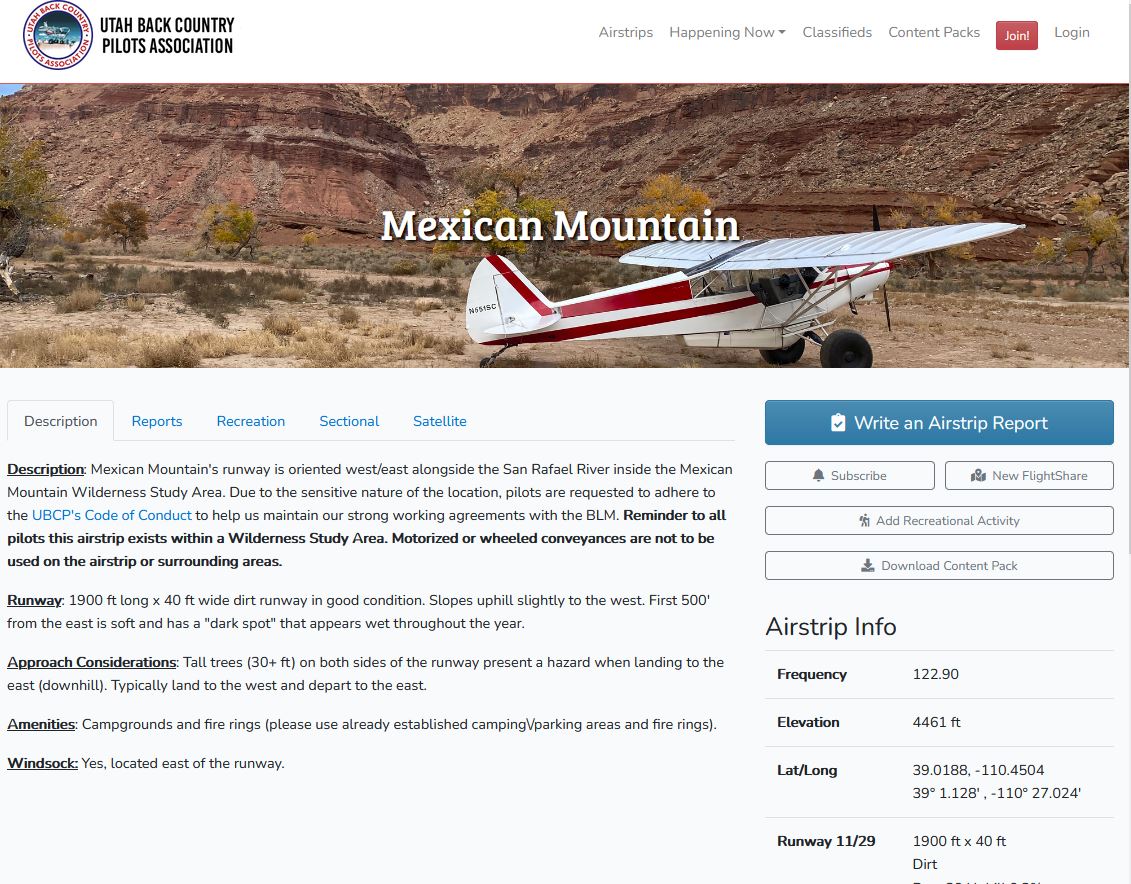 UTAH BACK COUNTRY
PILOTS ASSOCIATION
UTAH BACK COUNTRY
PILOTS ASSOCIATION
Airstrips
Happening Now
Classifieds
Content Packs
Join!
Login
Mexican Mountain
N551SC
Description
Reports
Recreation
Sectional
Satellite
Description: Mexican Mountain's runway is oriented west/east alongside the San Rafael River inside the Mexican
Mountain Wilderness Study Area. Due to the sensitive nature of the location, pilots are requested to adhere to
the UBCP's Code of Conduct to help us maintain our strong working agreements with the BLM. Reminder to all
pilots this airstrip exists within a Wilderness Study Area. Motorized or wheeled conveyances are not to be
used on the airstrip or surrounding areas.
Runway: 1900 ft long x 40 ft wide dirt runway in good condition. Slopes uphill slightly to the west. First 500'
from the east is soft and has a "dark spot" that appears wet throughout the year.
Approach Considerations: Tall trees (30+ ft) on both sides of the runway present a hazard when landing to the
east (downhill). Typically land to the west and depart to the east.
Amenities: Campgrounds and fire rings (please use already established camping\/parking areas and fire rings).
Windsock: Yes, located east of the runway.
Write an Airstrip Report
Subscribe
New FlightShare
Add Recreational Activity
Download Content Pack
Airstrip Info
Frequency 122.90
Elevation 4461 ft
Lat/Long 39.0188, -110.4504
39° 1.128' , -110° 27.024'
Runway 11/29 1900 ft x 40 ft
Dirt